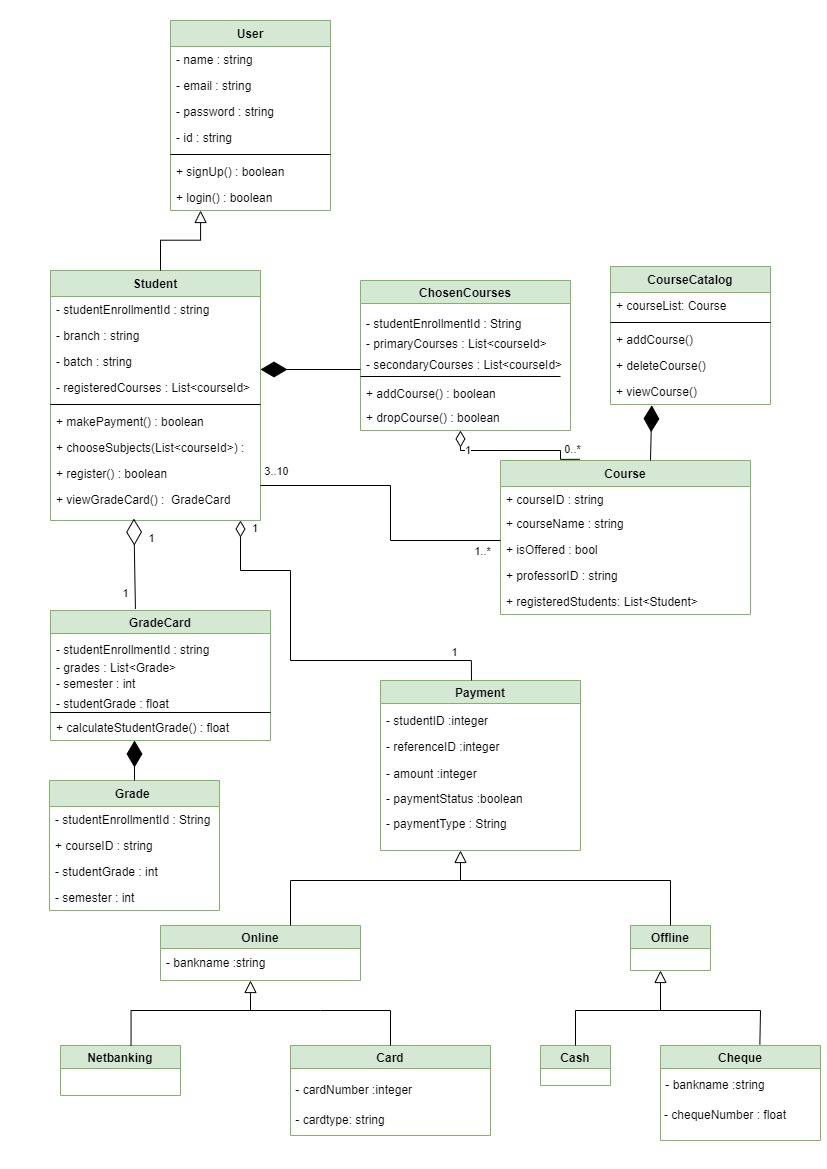 User
- name : string
- email : string
- password : string
- id : string
+ signUp() : boolean
+ login() : boolean
Student
- studentEnrollmentId : string
- branch : string
- batch : string
- registeredCourses : List<courseId>
+ makePayment() : boolean
+ chooseSubjects(List<courseId>) :
+ register() : boolean
+ viewGradeCard() :  GradeCard
ChosenCourses
- studentEnrollmentId : String
- primaryCourses : List<courseId>
- secondaryCourses : List<courseId>
+ addCourse() : boolean
+ dropCourse() : boolean
CourseCatalog
+ courseList: Course
+ addCourse()
+ deleteCourse()
+ viewCourse()
1
0..*
3..10
1..*
Course
+ courseID : string
+ courseName : string
+ isOffered : bool
+ professorID : string
+ registeredStudents: List<Student>
1
1
1
1
GradeCard
- studentEnrollmentId : string
- grades : List<Grade>
- semester : int
- studentGrade : float
+ calculateStudentGrade() : float
Grade
- studentEnrollmentId : String
+ courseID : string
- studentGrade : int
- semester : int
Payment
- studentID :integer
- referenceID :integer
- amount :integer
- paymentStatus :boolean
- paymentType : String
Online
- bankname :string
Offline
Netbanking
Card
- cardNumber :integer
- cardtype: string
Cash
Cheque
- bankname :string
- chequeNumber : float